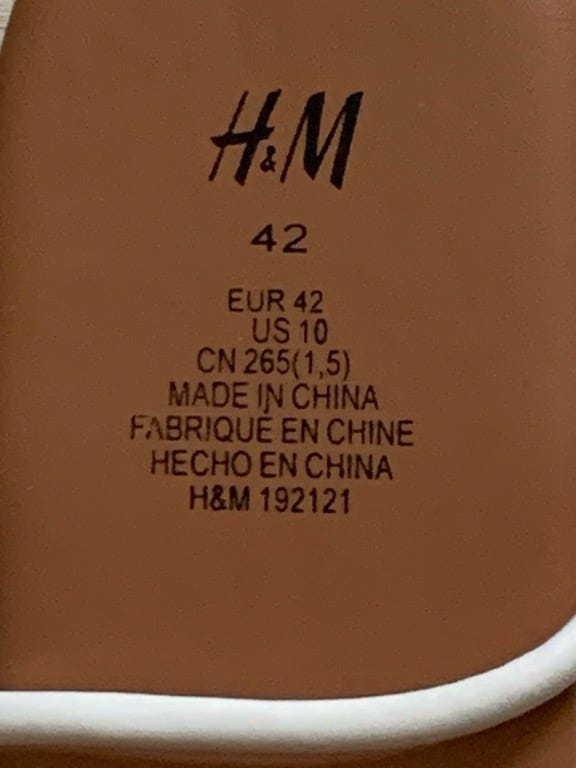 H&M
42
EUR 42
US 10
CN 265(1,5)
MADE IN CHINA
FABRIQUÉ EN CHINE
HECHO EN CHINA
H&M 192121